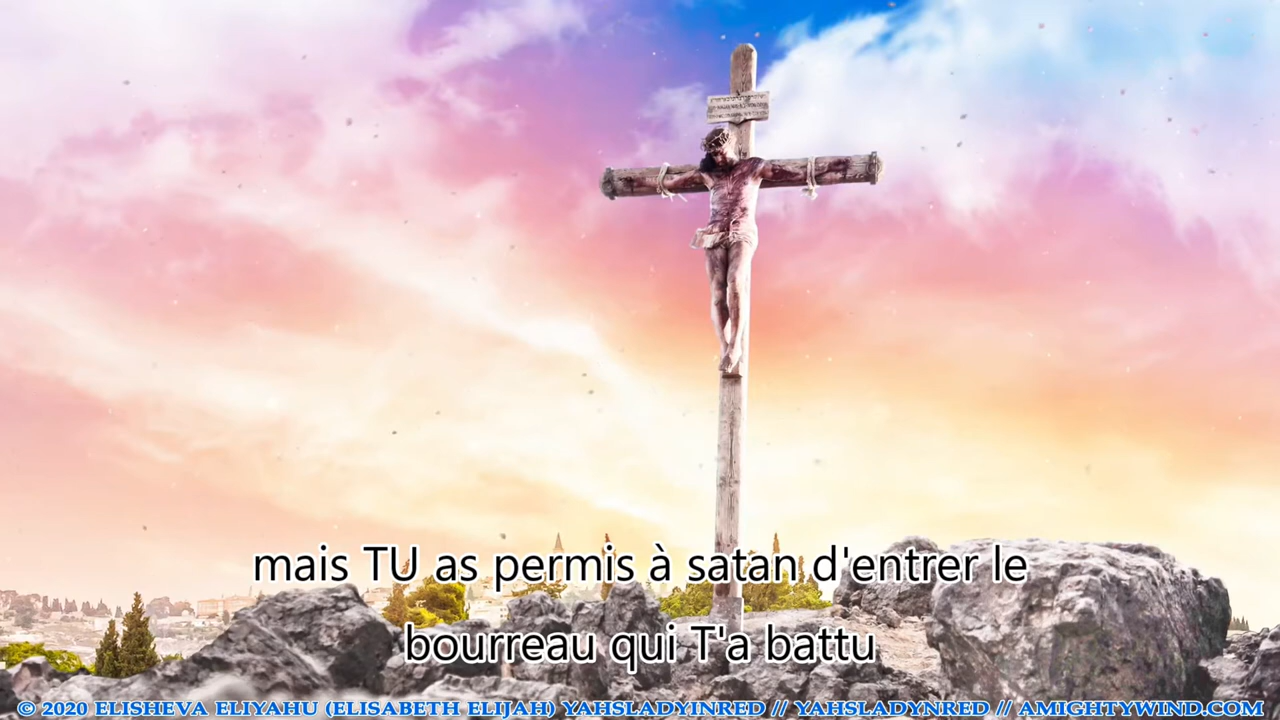 mais TU as permis à satan d'entrer le
bourreau qui T'a battu
© 2020 ELISHEVA ELIYAHU (ELISABETH ELIJAH) YAHSLADYINRED // YAHSLADYNRED // AMIGHTYWIND.COM